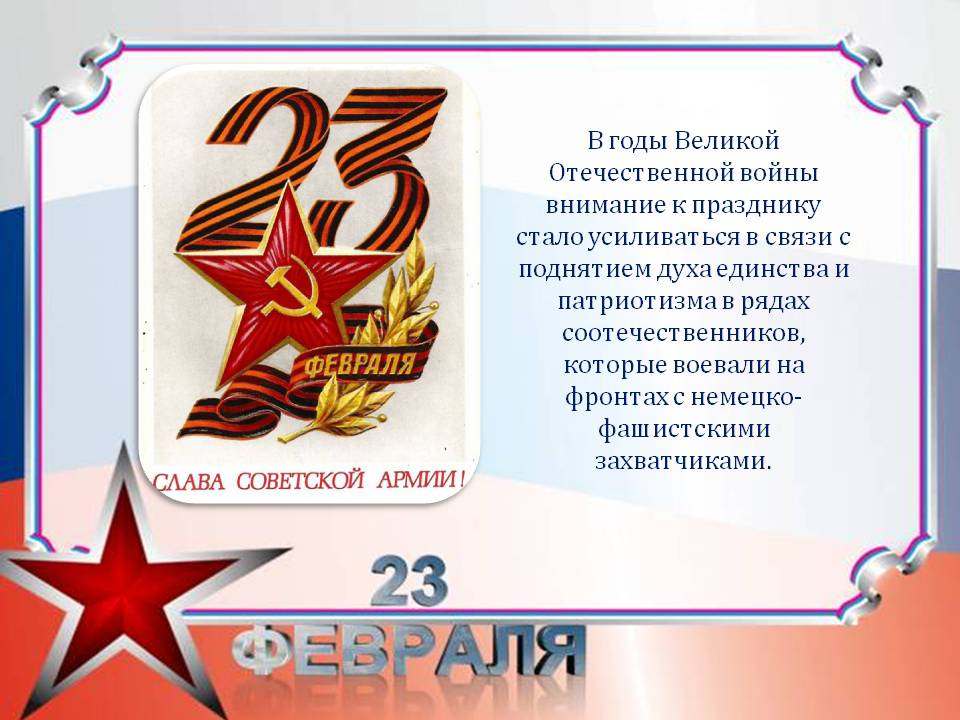 23
ФЕВРАЛЯ
СЛАВА СОВЕТСКОЙ АРМИИ!
В годы Великой
Отечественной войны
внимание к празднику
стало усиливаться в связи с
поднятием духа единства и
патриотизма в рядах
соотечественников,
которые воевали на
фронтах с немецко-
фашистскими
захватчиками.
23
ФЕВРАЛЯ